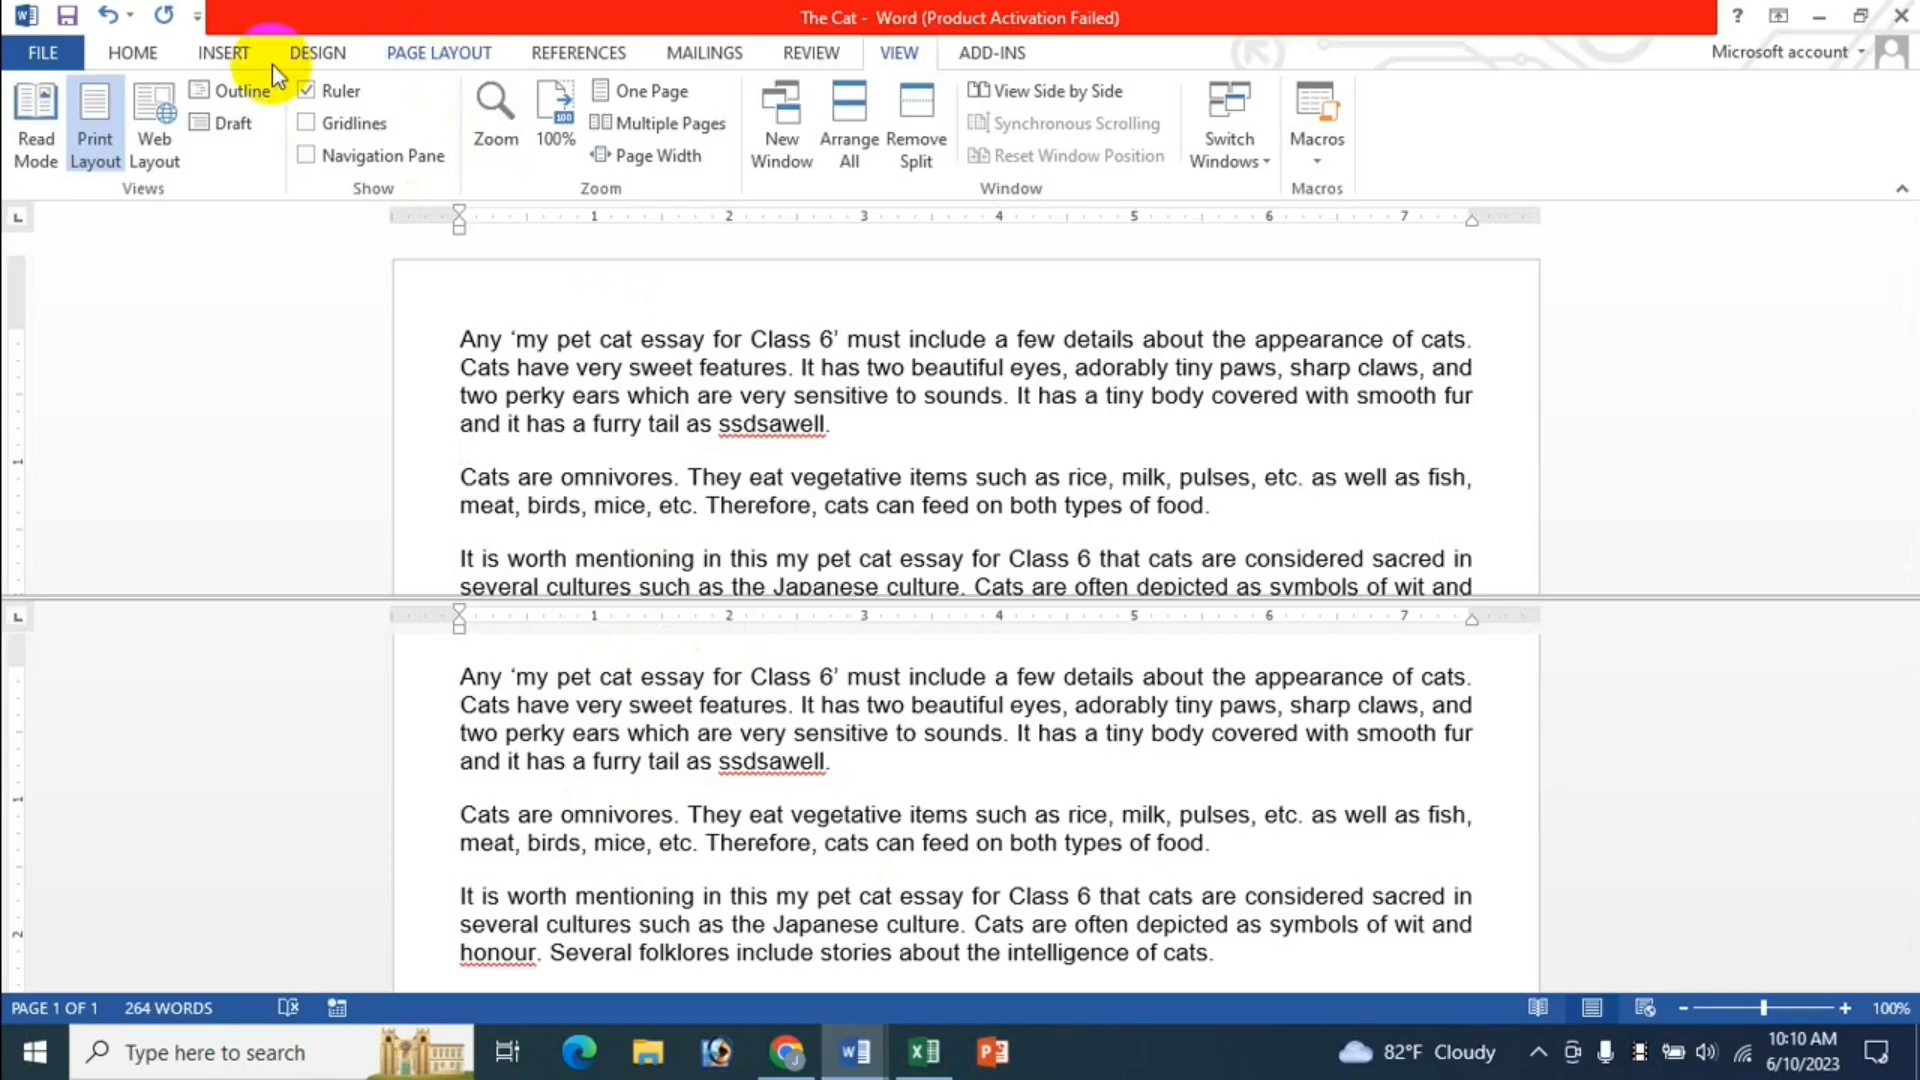 The Cat - Word (Product Activation Failed)
FILE HOME INSERT DESIGN PAGE LAYOUT REFERENCES MAILINGS REVIEW VIEW ADD-INS Microsoft account
Read Mode
Print Layout
Web Layout
Outline
Draft
Views
Ruler
Gridlines
Navigation Pane
Show
Zoom
100%
One Page
Multiple Pages
Page Width
Zoom
New Window
Arrange All
Remove Split
View Side by Side
Synchronous Scrolling
Reset Window Position
Window
Switch Windows
Macros
Macros
1 2 3 4 5 6 7
Any ‘my pet cat essay for Class 6’ must include a few details about the appearance of cats.
Cats have very sweet features. It has two beautiful eyes, adorably tiny paws, sharp claws, and
two perky ears which are very sensitive to sounds. It has a tiny body covered with smooth fur
and it has a furry tail as ssdsawell.
Cats are omnivores. They eat vegetative items such as rice, milk, pulses, etc. as well as fish,
meat, birds, mice, etc. Therefore, cats can feed on both types of food.
It is worth mentioning in this my pet cat essay for Class 6 that cats are considered sacred in
several cultures such as the Japanese culture. Cats are often depicted as symbols of wit and
1 2 3 4 5 6 7
Any ‘my pet cat essay for Class 6’ must include a few details about the appearance of cats.
Cats have very sweet features. It has two beautiful eyes, adorably tiny paws, sharp claws, and
two perky ears which are very sensitive to sounds. It has a tiny body covered with smooth fur
and it has a furry tail as ssdsawell.
Cats are omnivores. They eat vegetative items such as rice, milk, pulses, etc. as well as fish,
meat, birds, mice, etc. Therefore, cats can feed on both types of food.
It is worth mentioning in this my pet cat essay for Class 6 that cats are considered sacred in
several cultures such as the Japanese culture. Cats are often depicted as symbols of wit and
honour. Several folklores include stories about the intelligence of cats.
PAGE 1 OF 1 264 WORDS 100%
Type here to search 82°F Cloudy 10:10 AM
6/10/2023